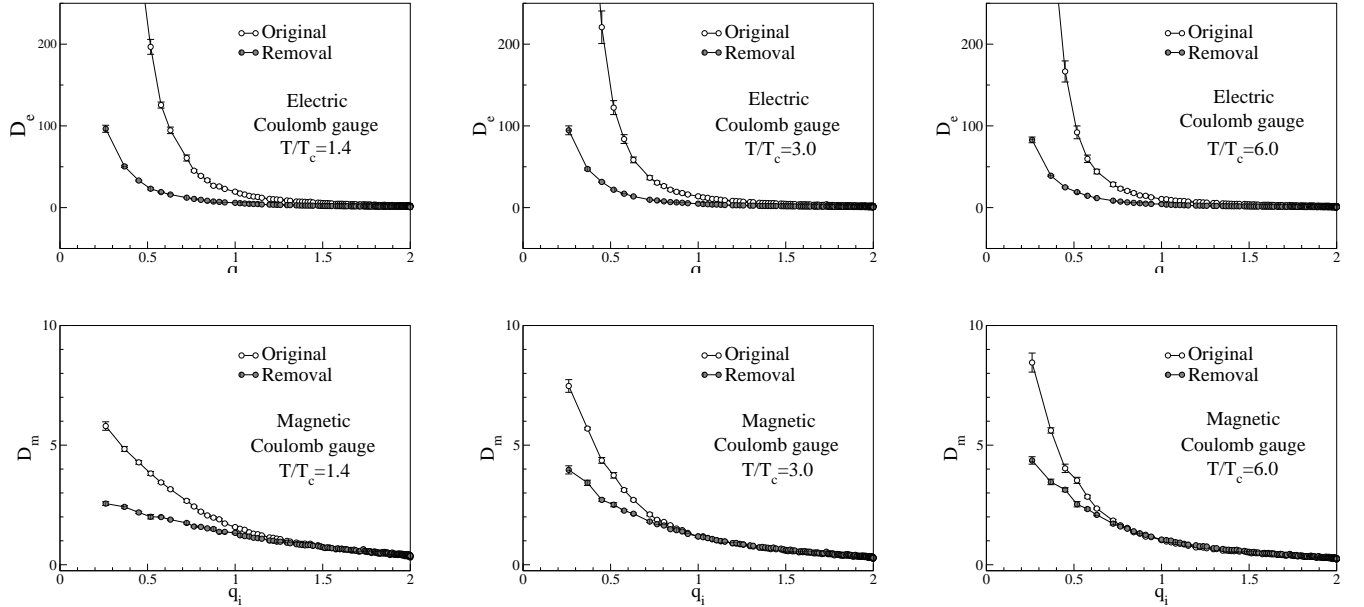 250
200
150
100
50
0
D_e
Original
Removal
Electric
Coulomb gauge
T/T_c=1.4
0 0.5 1 1.5 2
q
200
100
0
D_e
Original
Removal
Electric
Coulomb gauge
T/T_c=3.0
0 0.5 1 1.5 2
q
200
100
0
D_e
Original
Removal
Electric
Coulomb gauge
T/T_c=6.0
0 0.5 1 1.5 2
q
10
5
0
D_m
Original
Removal
Magnetic
Coulomb gauge
T/T_c=1.4
0 0.5 1 1.5 2
q_i
10
5
0
D_m
Original
Removal
Magnetic
Coulomb gauge
T/T_c=3.0
0 0.5 1 1.5 2
q_i
10
5
0
D_m
Original
Removal
Magnetic
Coulomb gauge
T/T_c=6.0
0 0.5 1 1.5 2
q_i